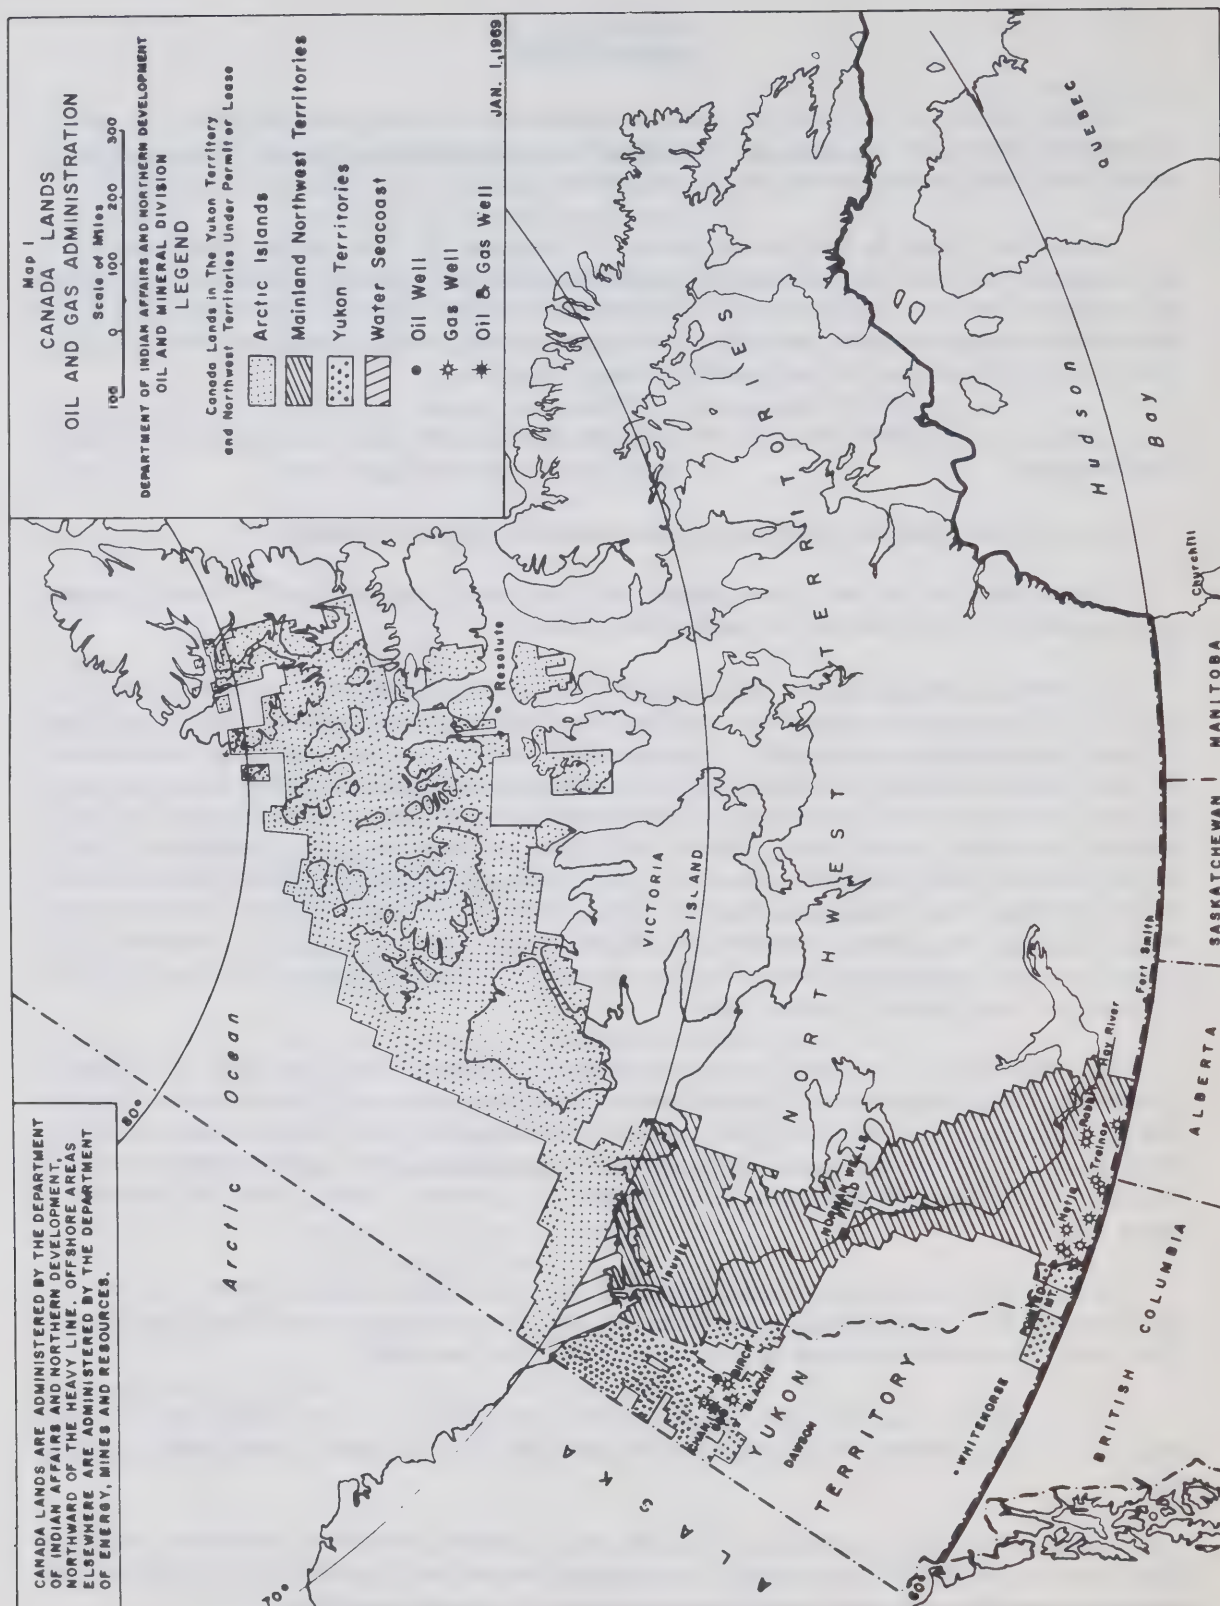 Map I
CANADA LANDS
OIL AND GAS ADMINISTRATION
Scale of Miles
100 0 100 200 300
DEPARTMENT OF INDIAN AFFAIRS AND NORTHERN DEVELOPMENT
OIL AND MINERAL DIVISION
LEGEND
Canada Lands in The Yukon Territory
and Northwest Territories Under Permit or Lease
Arctic Islands
Mainland Northwest Territories
Yukon Territories
Water Seacoast
Oil Well
Gas Well
Oil & Gas Well
JAN. 1, 1969
CANADA LANDS ARE ADMINISTERED BY THE DEPARTMENT
OF INDIAN AFFAIRS AND NORTHERN DEVELOPMENT,
NORTHWARD OF THE HEAVY LINE. OFFSHORE AREAS
ELSEWHERE ARE ADMINISTERED BY THE DEPARTMENT
OF ENERGY, MINES AND RESOURCES.
80°
Arctic Ocean
70°
60°
Resolute
VICTORIA
ISLAND
NORTHWEST TERRITORIES
Inuvik
NORMAN WELLS
FIELD
ALASKA
CHANCE
BIRCH
BLACKIE
YUKON
TERRITORY
DAWSON
WHITEHORSE
POINTED
MT.
Netla
Trainor
Rabbit
Hay River
Fort Smith
BRITISH
COLUMBIA
ALBERTA
SASKATCHEWAN
MANITOBA
Churchill
Hudson
Bay
QUEBEC